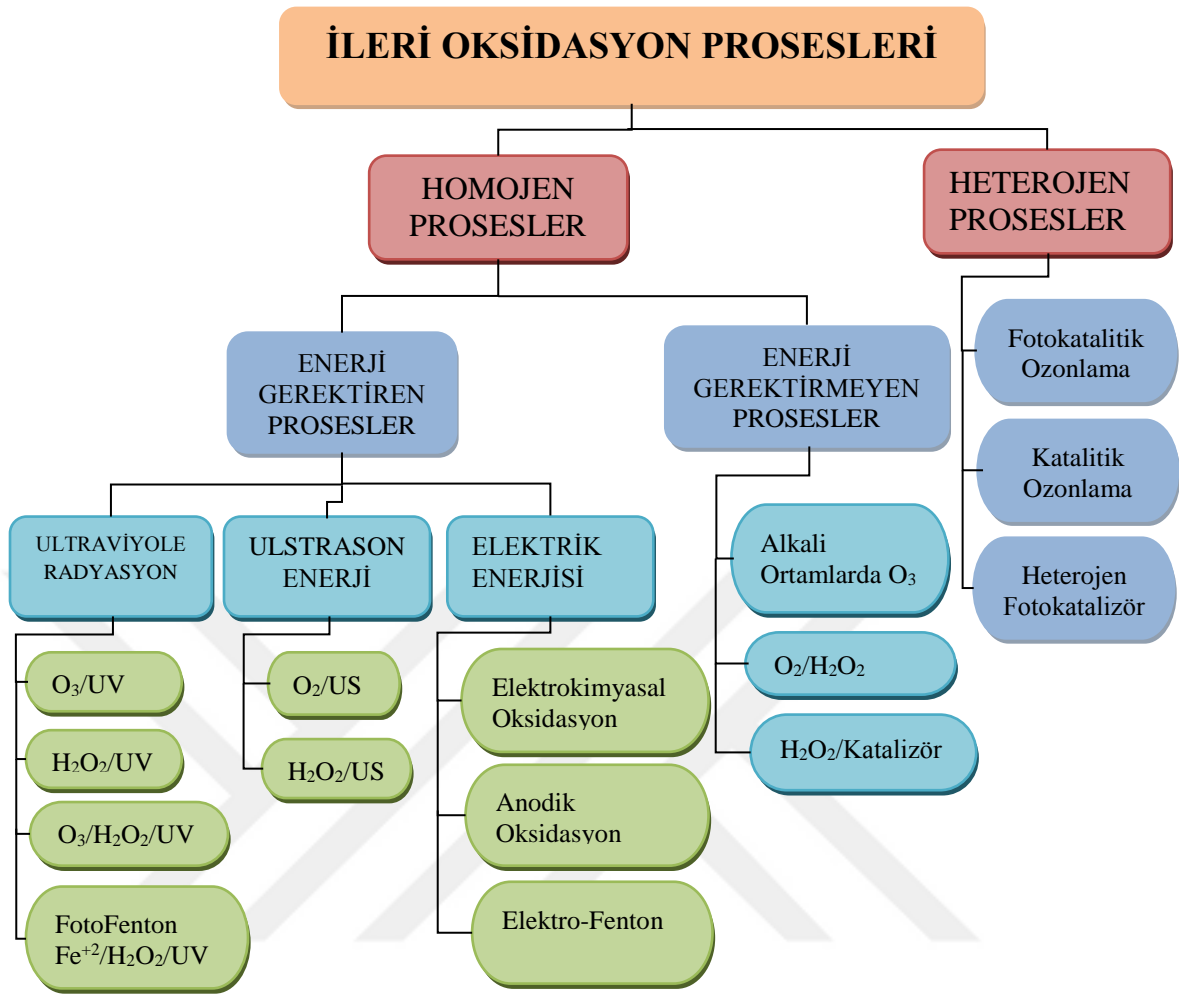 İLERİ OKSİDASYON PROSESLERİ
HOMOJEN
PROSESLER
HETEROJEN
PROSESLER
ENERJİ
GEREKTİREN
PROSESLER
ENERJİ
GEREKTİRMEYEN
PROSESLER
Fotokatalitik
Ozonlama
Katalitik
Ozonlama
Heterojen
Fotokatalizör
ULTRAVİYOLE
RADYASYON
ULSTRASON
ENERJİ
ELEKTRİK
ENERJİSİ
Alkali
Ortamlarda O₃
O₂/H₂O₂
H₂O₂/Katalizör
O₃/UV
H₂O₂/UV
O₃/H₂O₂/UV
FotoFenton
Fe⁺²/H₂O₂/UV
O₂/US
H₂O₂/US
Elektrokimyasal
Oksidasyon
Anodik
Oksidasyon
Elektro-Fenton